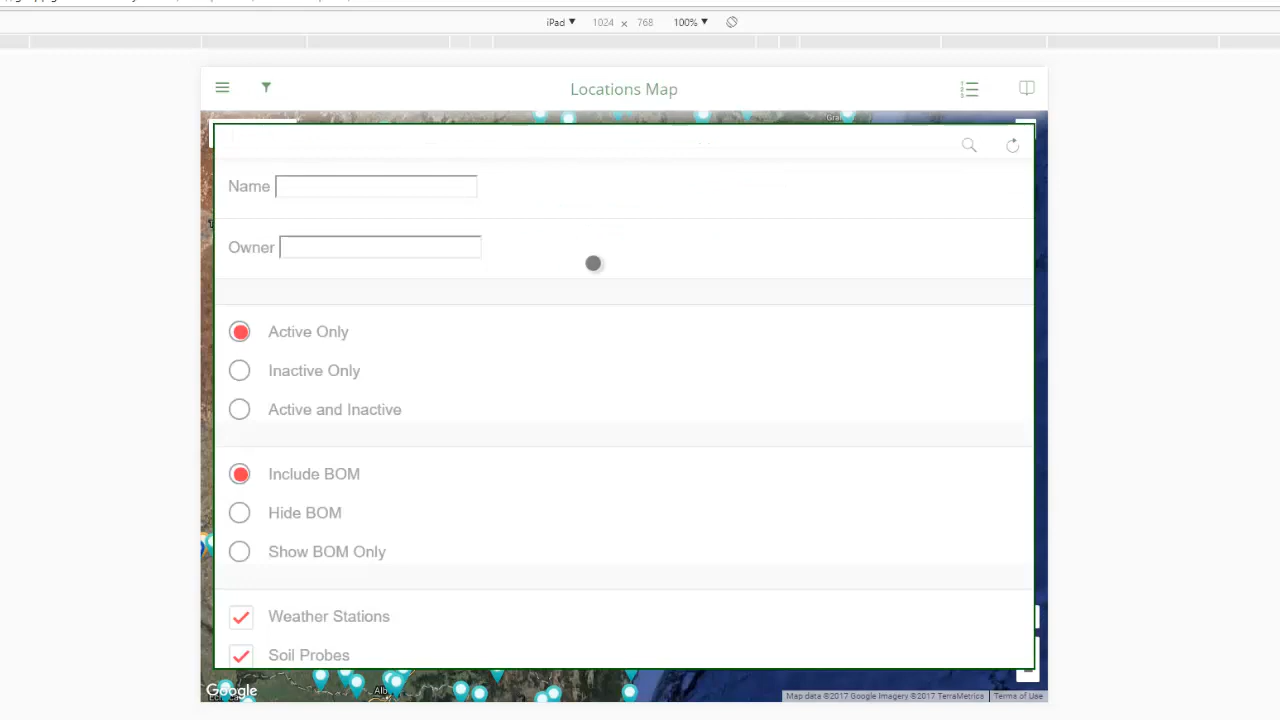 iPad ▼ 1024 x 768 100% ▼
Locations Map
Name
Owner
Active Only
Inactive Only
Active and Inactive
Include BOM
Hide BOM
Show BOM Only
Weather Stations
Soil Probes
Google
Map data ©2017 Google Imagery ©2017 TerraMetrics
Terms of Use